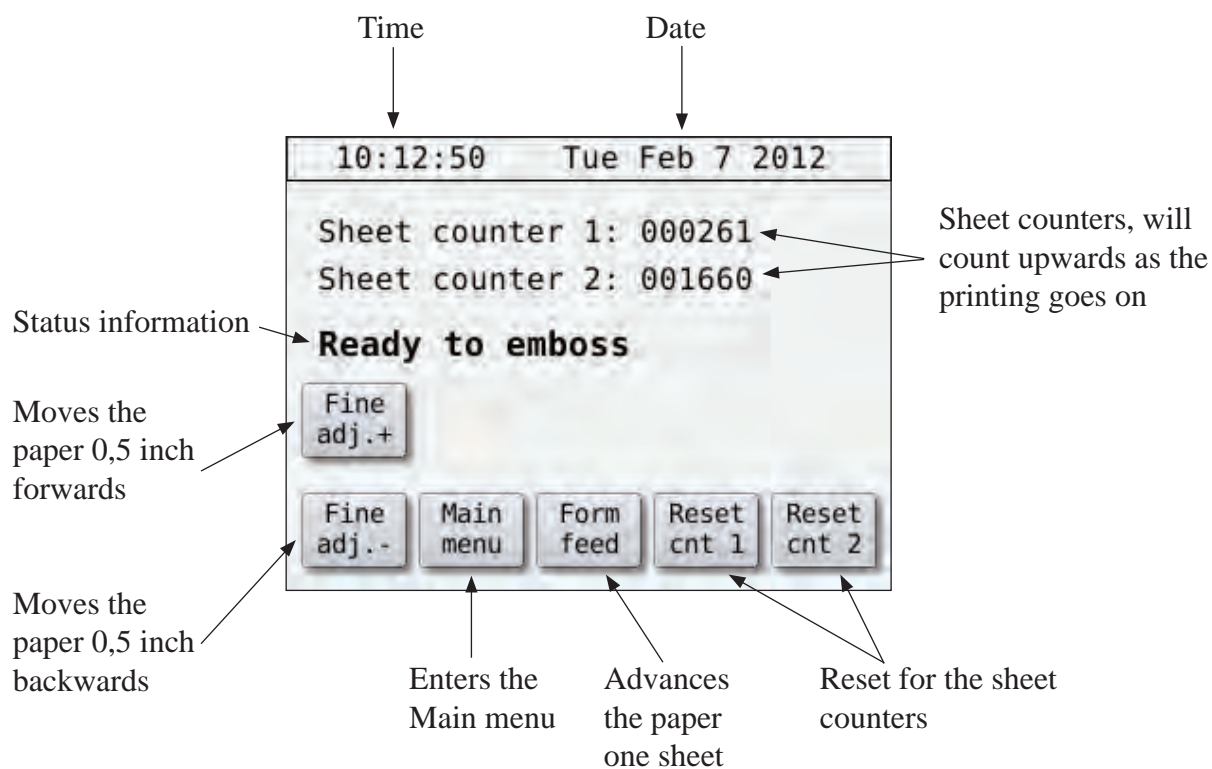 Time
Date
10:12:50 Tue Feb 7 2012
Sheet counter 1: 000261
Sheet counter 2: 001660
Sheet counters, will
count upwards as the
printing goes on
Status information
Ready to emboss
Fine
adj.+
Moves the
paper 0,5 inch
forwards
Fine
adj.-
Main
menu
Form
feed
Reset
cnt 1
Reset
cnt 2
Moves the
paper 0,5 inch
backwards
Enters the
Main menu
Advances
the paper
one sheet
Reset for the sheet
counters